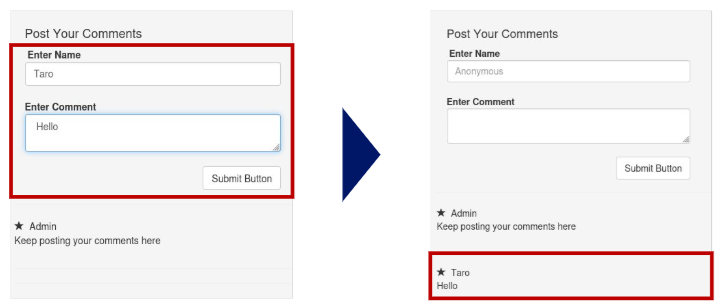 Post Your Comments
Enter Name
Taro
Enter Comment
Hello
Submit Button
★ Admin
Keep posting your comments here
Post Your Comments
Enter Name
Anonymous
Enter Comment
Submit Button
★ Admin
Keep posting your comments here
★ Taro
Hello